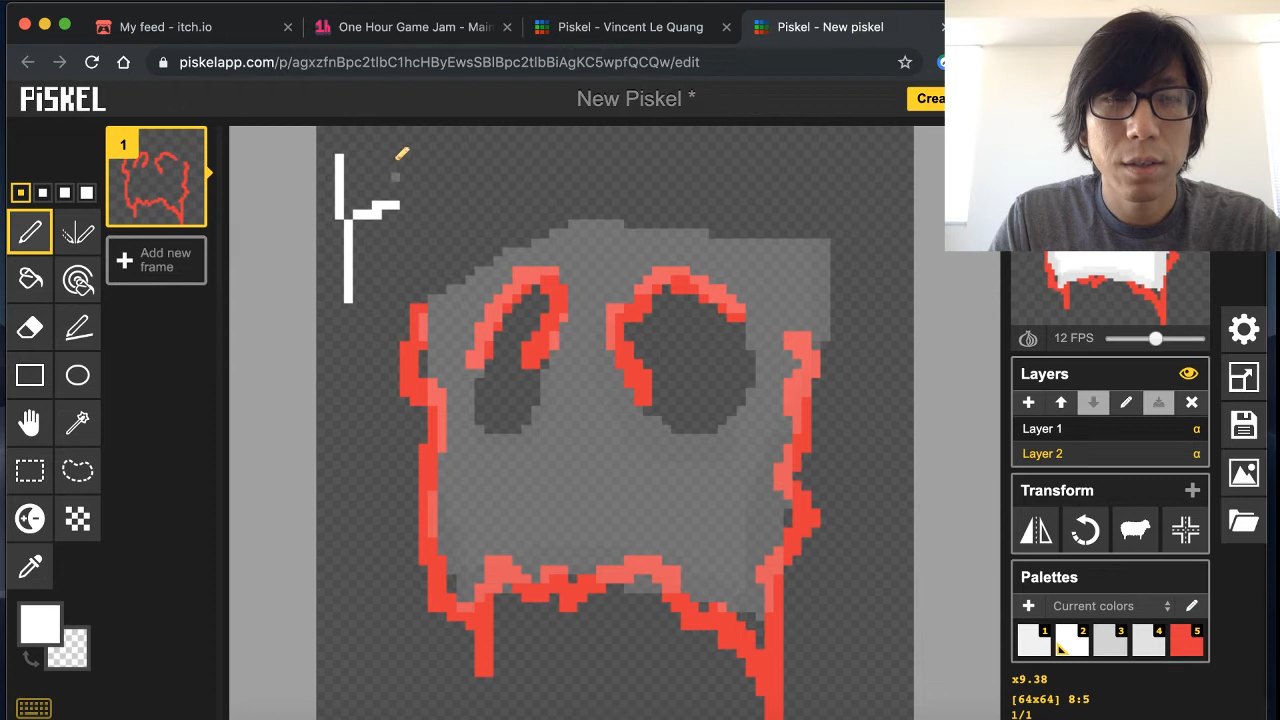 My feed - itch.io
One Hour Game Jam - Main
Piskel - Vincent Le Quang
Piskel - New piskel
piskelapp.com/p/agxzfnBpc2tlbC1hcHByEwsSBlBpc2tlbBiAgKC5wpfQCQw/edit
PiSKEL
New Piskel *
Crea
1
Add new
frame
12 FPS
Layers
Layer 1 α
Layer 2 α
Transform
Palettes
Current colors
1 2 3 4 5
x9.38
[64x64] 8:5
1/1